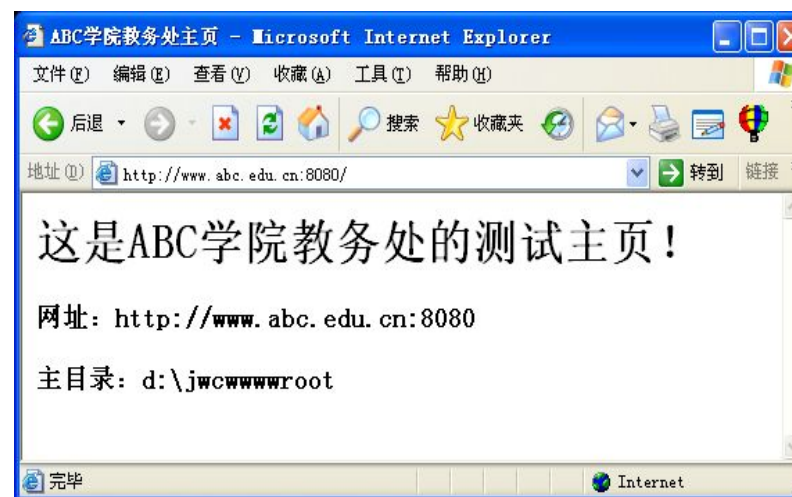 ABC学院教务处主页 - Microsoft Internet Explorer
文件(F) 编辑(E) 查看(V) 收藏(A) 工具(T) 帮助(H)
后退 搜索 收藏夹
地址(D) http://www.abc.edu.cn:8080/ 转到 链接
这是ABC学院教务处的测试主页!
网址：http://www.abc.edu.cn:8080
主目录：d:\jwcwwwwroot
完毕 Internet